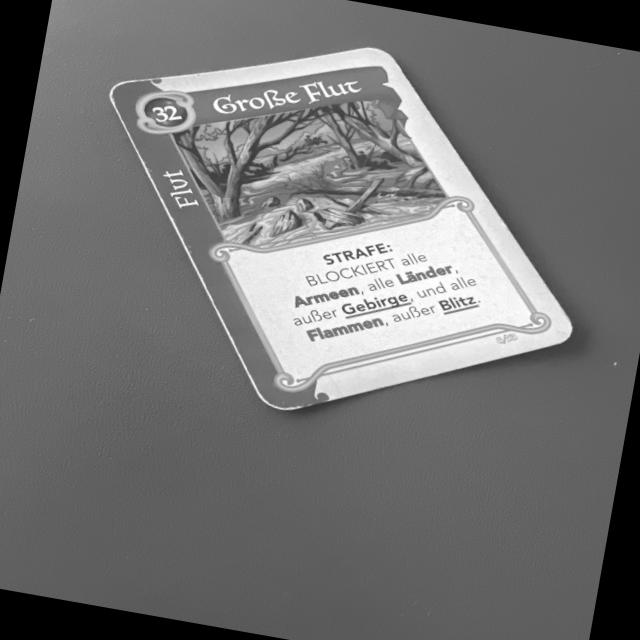 32
Große Flut
Flut
STRAFE:
BLOCKIERT alle
Armeen, alle Länder,
außer Gebirge, und alle
Flammen, außer Blitz.